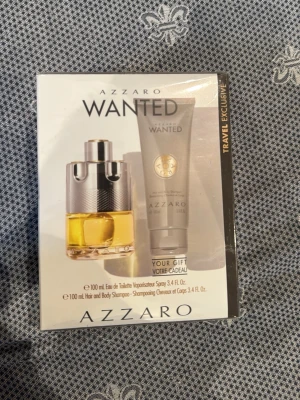 AZZARO
WANTED
TRAVEL EXCLUSIVE
WANTED
AZZARO
YOUR GIFT
VOTRE CADEAU
℮ 100 mL Eau de Toilette Vaporisateur Spray 3.4 Fl. Oz.
℮ 100 mL Hair and Body Shampoo - Shampooing Cheveux et Corps 3.4 Fl. Oz.
AZZARO